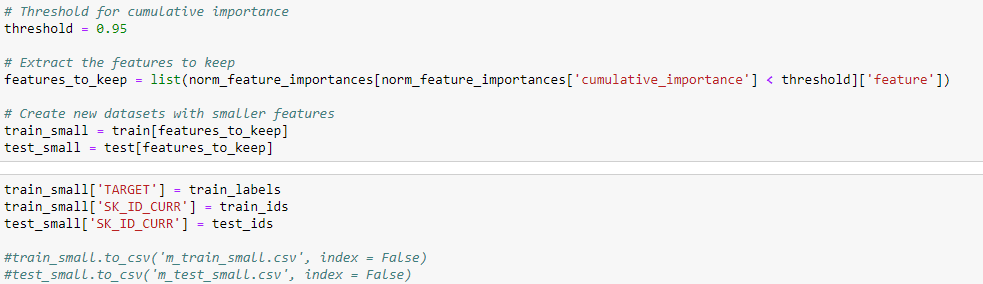 # Threshold for cumulative importance
threshold = 0.95
# Extract the features to keep
features_to_keep = list(norm_feature_importances[norm_feature_importances['cumulative_importance'] < threshold]['feature'])
# Create new datasets with smaller features
train_small = train[features_to_keep]
test_small = test[features_to_keep]
train_small['TARGET'] = train_labels
train_small['SK_ID_CURR'] = train_ids
test_small['SK_ID_CURR'] = test_ids
#train_small.to_csv('m_train_small.csv', index = False)
#test_small.to_csv('m_test_small.csv', index = False)